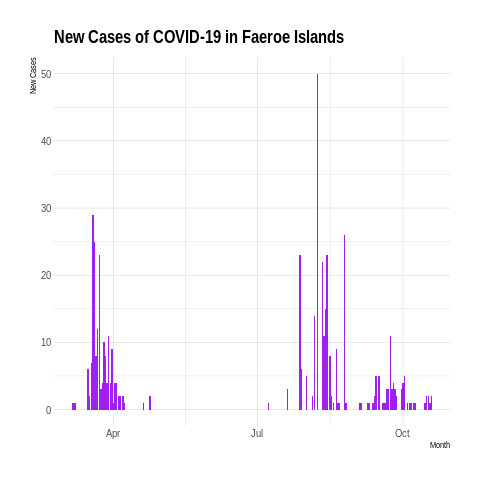 New Cases of COVID-19 in Faeroe Islands
New Cases
50
40
30
20
10
0
Apr
Jul
Oct
Month